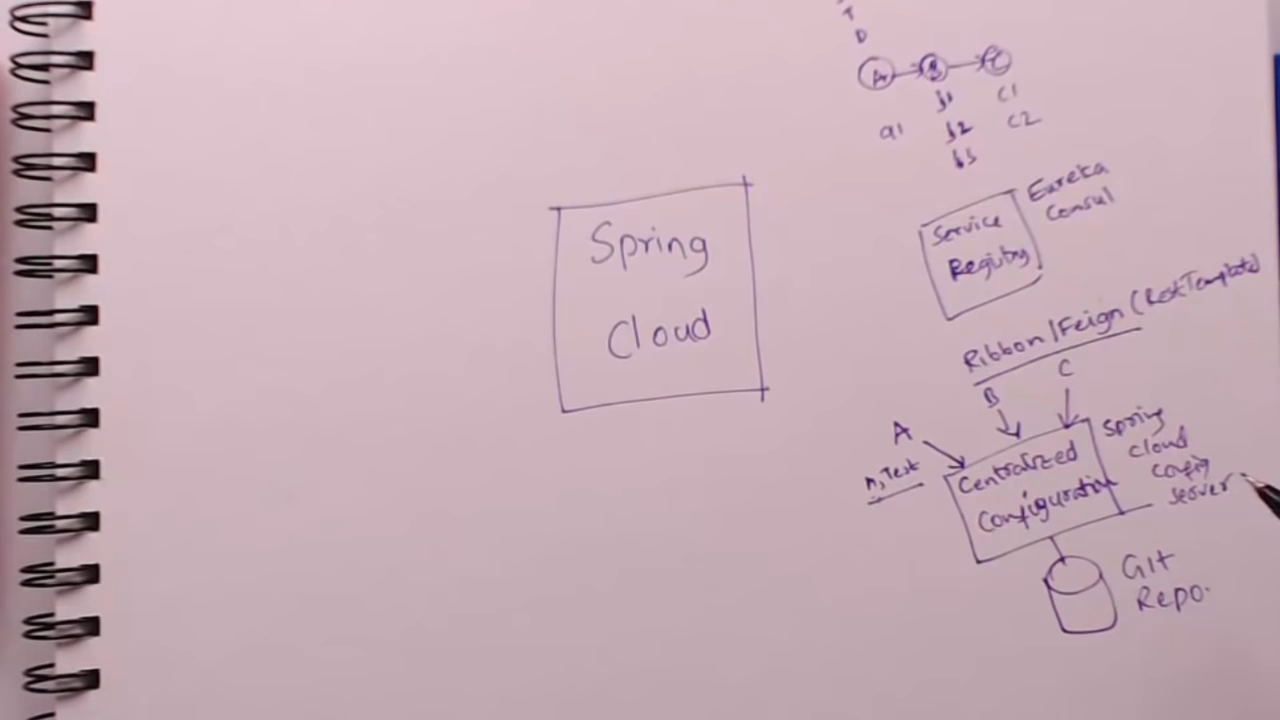 T
D
A B C
a1 b1 C1
b2 C2
b3
Spring
Cloud
Service
Registry
Eureka
Consul
Ribbon/Feign (RestTemplate)
A B C
A, Test
Centralized
Configuration
Spring
Cloud
Config
Server
Git
Repo.